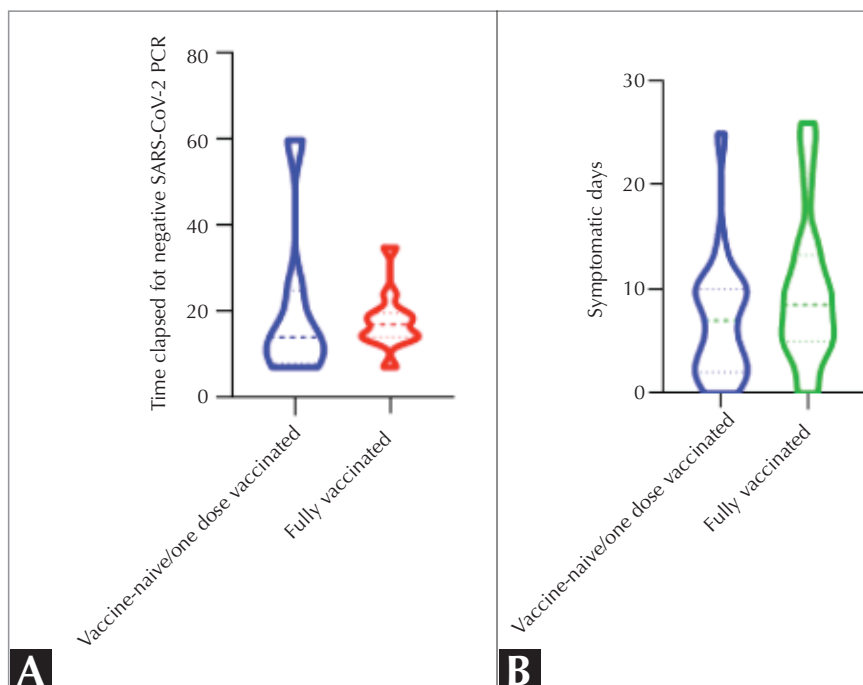 Time clapsed fot negative SARS-CoV-2 PCR
80
60
40
20
0
Vaccine-naive/one dose vaccinated
Fully vaccinated
A
Symptomatic days
30
20
10
0
Vaccine-naive/one dose vaccinated
Fully vaccinated
B